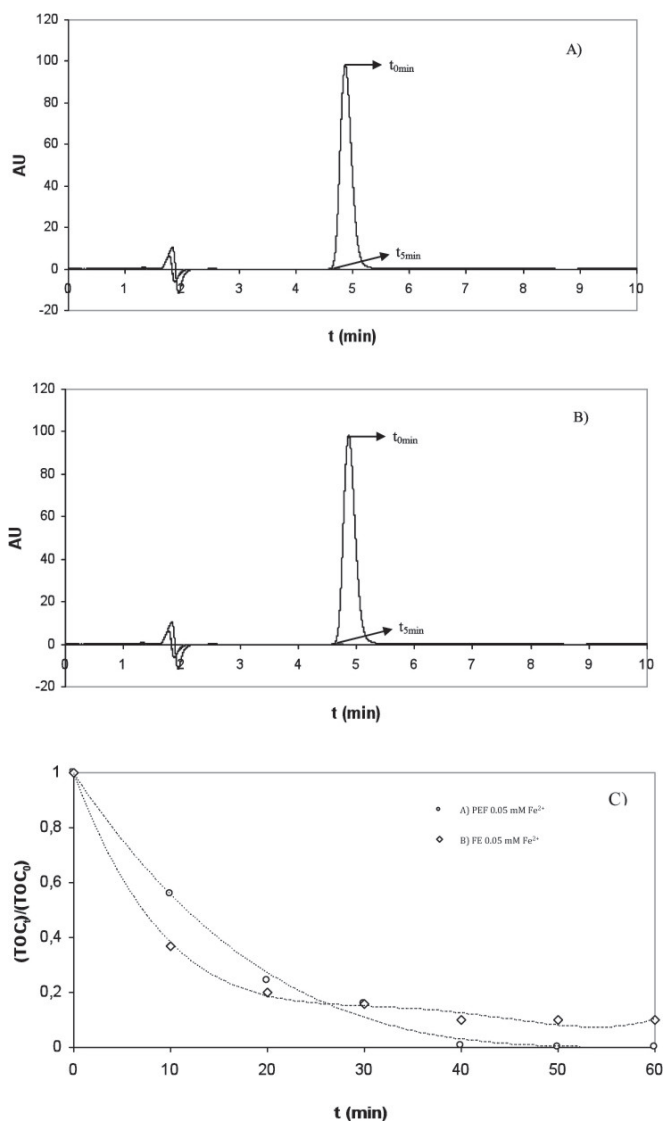 120
A)
t0min
100
80
AU
60
40
20
t5min
0
0 1 2 3 4 5 6 7 8 9 10
-20
t (min)
120
B)
t0min
100
80
AU
60
40
20
t5min
0
0 1 2 3 4 5 6 7 8 9 10
-20
t (min)
1
C)
A) PEF 0.05 mM Fe²⁺
0,8
B) FE 0.05 mM Fe²⁺
(TOCt)/(TOC0)
0,6
0,4
0,2
0
0 10 20 30 40 50 60
t (min)